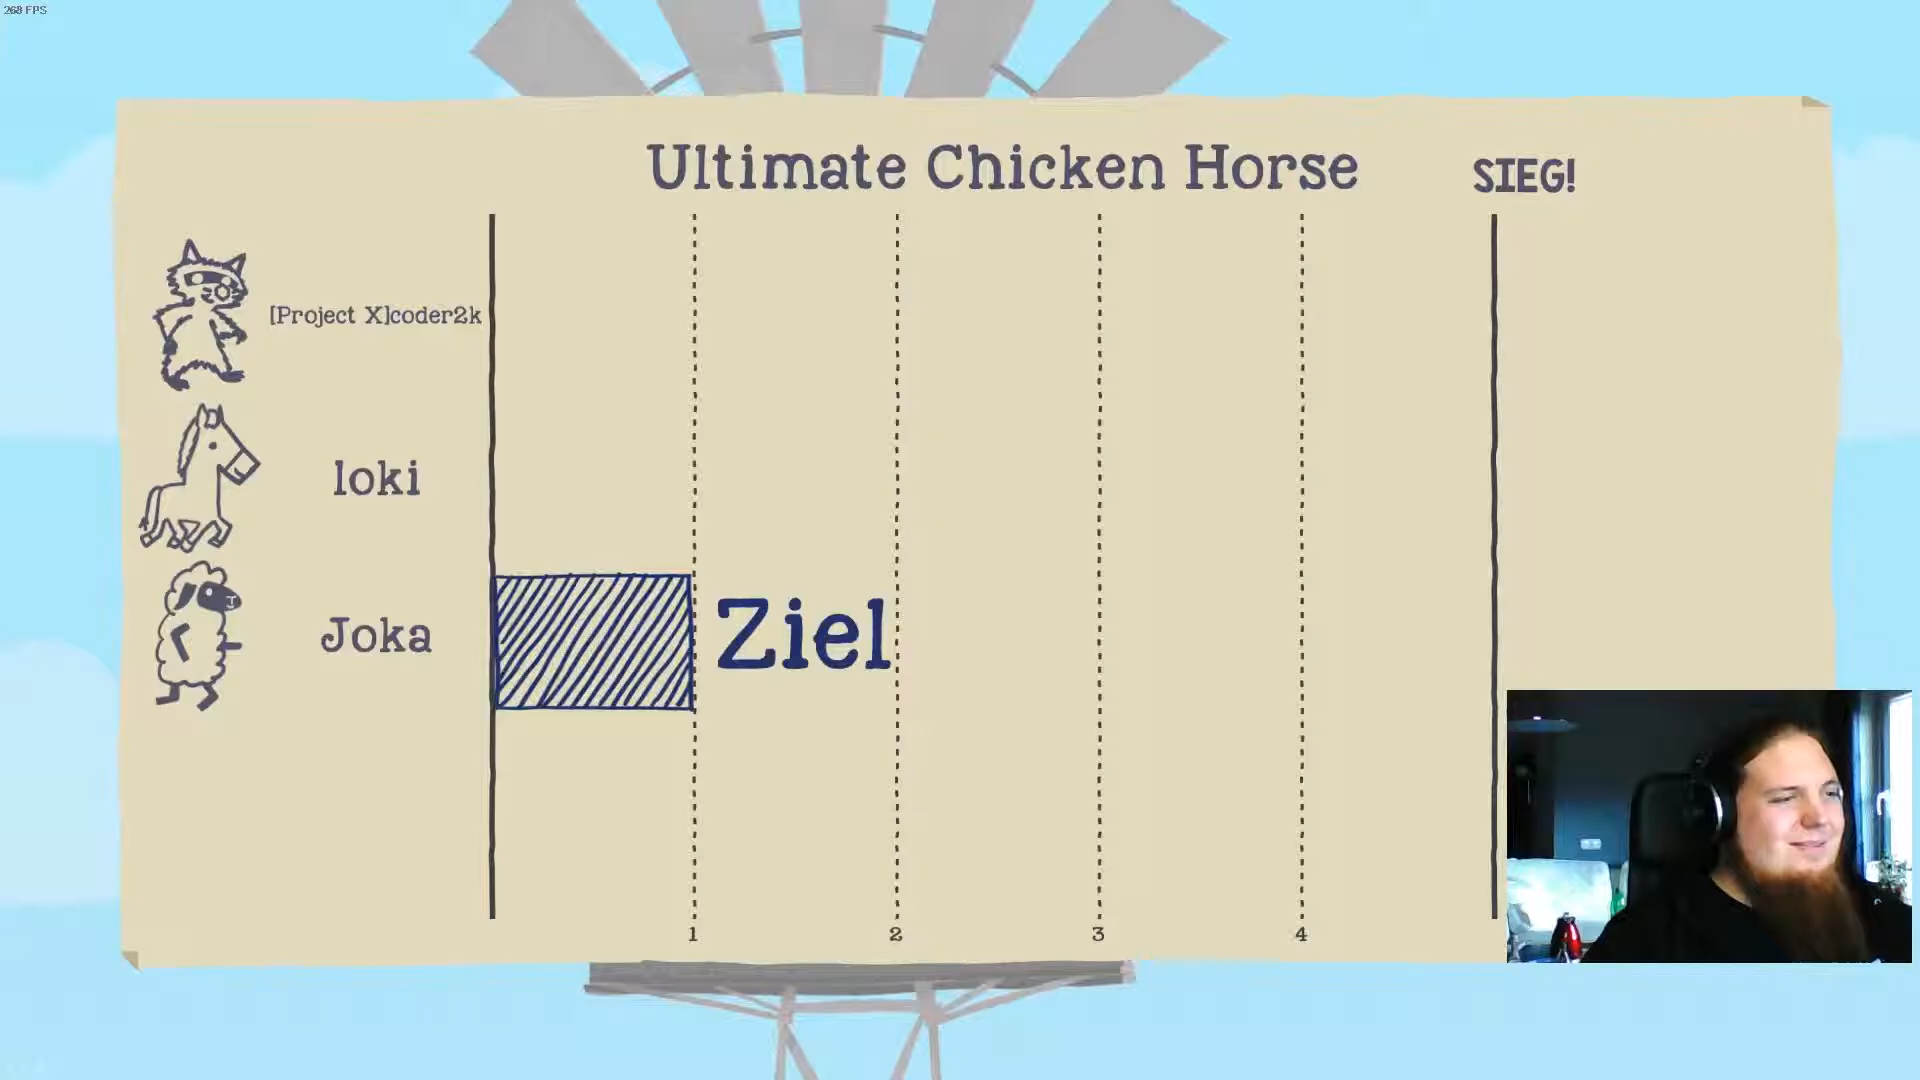 268 FPS
Ultimate Chicken Horse
SIEG!
[Project X]coder2k
loki
Joka
Ziel
1 2 3 4